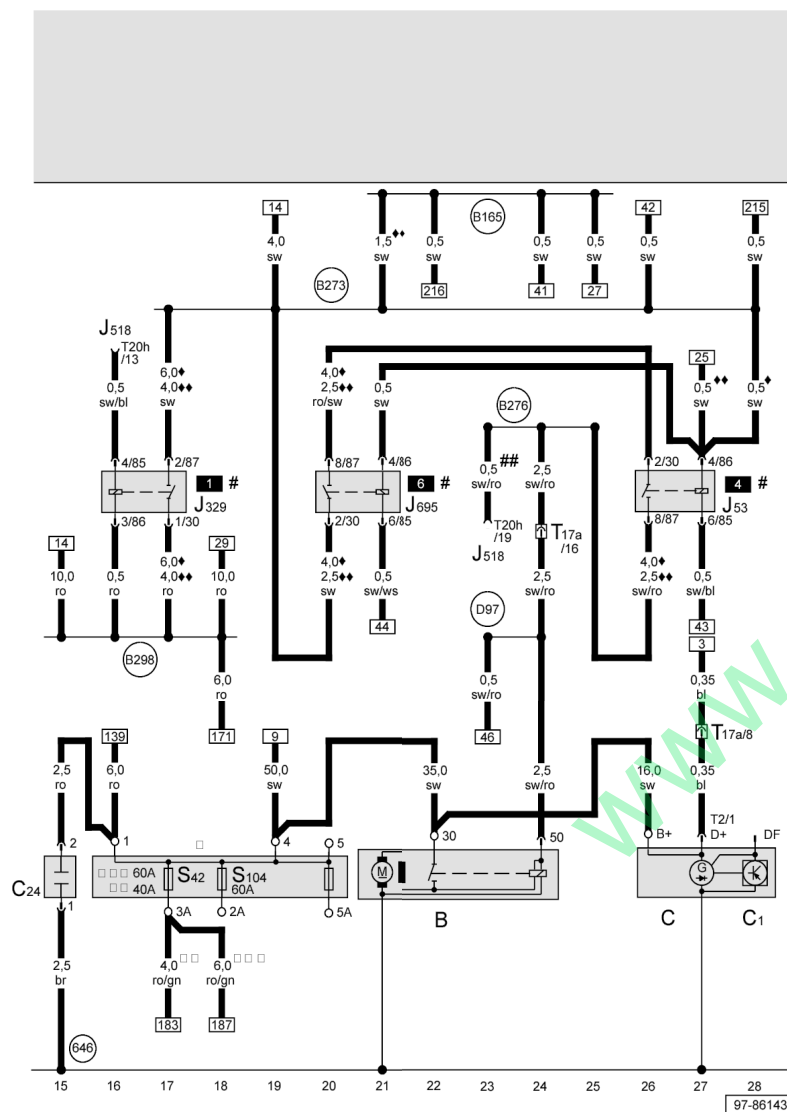 B165
14
42
215
4,0 sw
1,5 ♦♦ sw
0,5 sw
0,5 sw
0,5 sw
0,5 sw
0,5 sw
216
41
27
B273
J518
T20h /13
0,5 sw/bl
6,0♦
4,0♦♦
sw
4,0♦
2,5♦♦
ro/sw
0,5 sw
B276
25
0,5 ♦♦ sw
0,5 ♦ sw
4/85
2/87
8/87
4/86
0,5 ## sw/ro
2,5 sw/ro
2/30
4/86
1 #
J329
6 #
J695
4 #
J53
3/86
1/30
2/30
6/85
T20h /19
J518
T17a /16
8/87
6/85
14
29
10,0 ro
0,5 ro
6,0♦
4,0♦♦
ro
10,0 ro
4,0♦
2,5♦♦
sw
0,5 sw/ws
2,5 sw/ro
4,0♦
2,5♦♦
sw/ro
0,5 sw/bl
44
D97
43
3
B298
6,0 ro
0,5 sw/ro
0,35 bl
139
171
9
46
T17a/8
2,5 ro
6,0 ro
50,0 sw
35,0 sw
2,5 sw/ro
16,0 sw
0,35 bl
T2/1
2
1
4
5
30
50
B+
D+
DF
C24
60A
40A
S42
S104
60A
M
G
1
3A
2A
5A
B
C
C1
2,5 br
4,0 ro/gn
6,0 ro/gn
183
187
646
15 16 17 18 19 20 21 22 23 24 25 26 27 28
97-86143
www